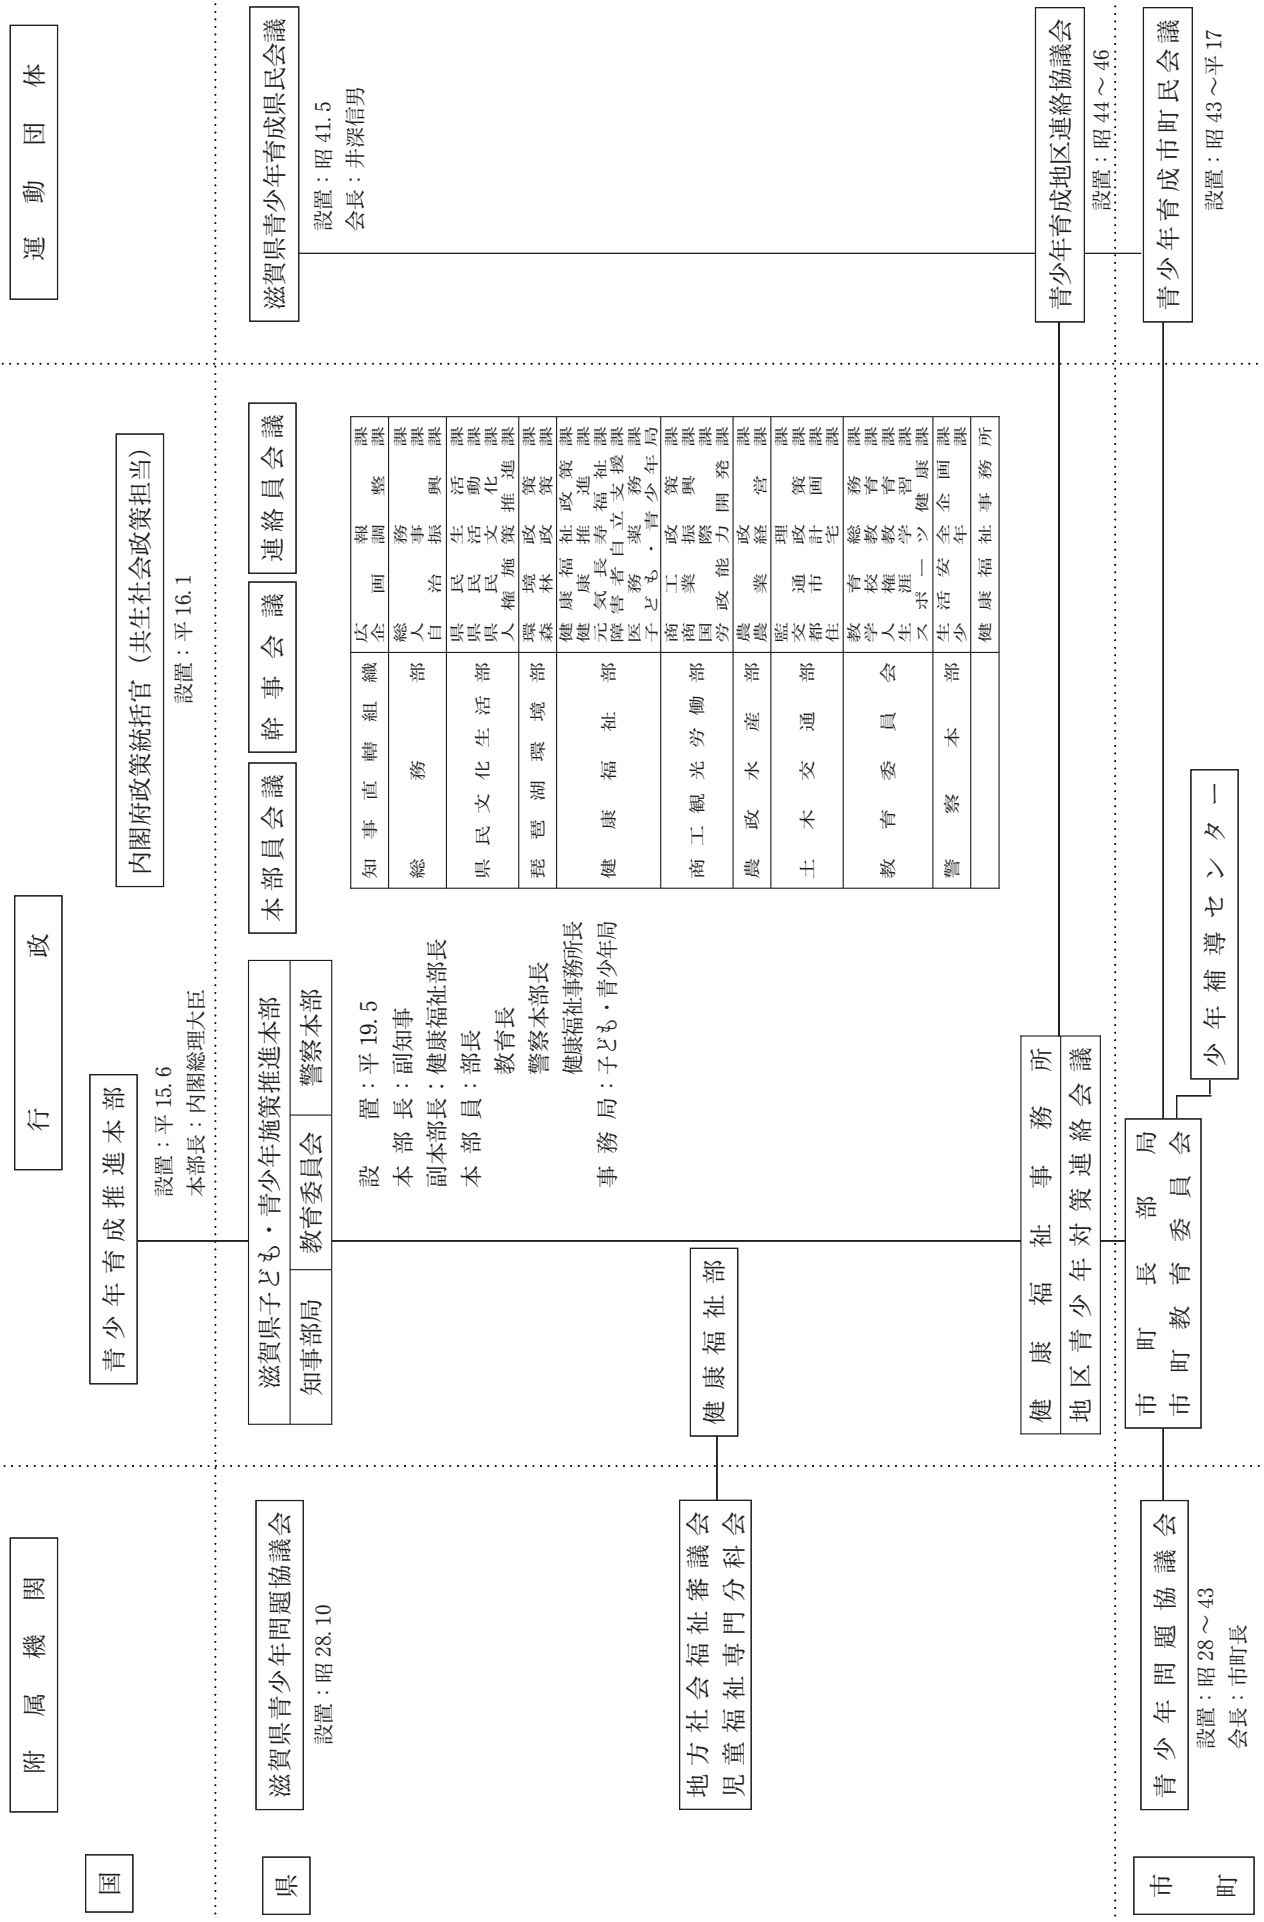 附属機関
行政
運動団体
国
青少年育成推進本部
設置：平 15. 6
本部長：内閣総理大臣
内閣府政策統括官（共生社会政策担当）
設置：平 16. 1
県
滋賀県青少年問題協議会
設置：昭 28. 10
滋賀県子ども・青少年施策推進本部
知事部局
教育委員会
警察本部
本部員会議
幹事会議
連絡員会議
滋賀県青少年育成県民会議
設置：昭 41. 5
会長：井深信男
設置：平 19. 5
本部長：副知事
副本部長：健康福祉部長
本部員：部長
教育長
警察本部長
健康福祉事務所長
事務局：子ども・青少年局
知事直轄組織
広報課
企画調整課
総務部
総務課
人事課
自治振興課
県民文化生活部
県民生活課
県民活動課
県民文化課
人権施策推進課
琵琶湖環境部
環境政策課
森林政策課
健康福祉部
健康福祉政策課
健康推進課
元気長寿福祉課
障害者自立支援課
医務薬務課
子ども・青少年局
商工観光労働部
商工政策課
商業振興課
国際課
労政能力開発課
農政水産部
農政課
農業経営課
土木交通部
監理課
交通政策課
都市計画課
住宅課
教育委員会
教育総務課
学校教育課
人権教育課
生涯学習課
スポーツ健康課
警察本部
生活安全企画課
少年課
健康福祉事務所
地方社会福祉審議会
児童福祉専門分科会
健康福祉部
健康福祉事務所
地区青少年対策連絡会議
青少年育成地区連絡協議会
設置：昭 44～46
市町
青少年問題協議会
設置：昭 28～43
会長：市町長
市町長部局
市町教育委員会
少年補導センター
青少年育成市町民会議
設置：昭 43～平 17